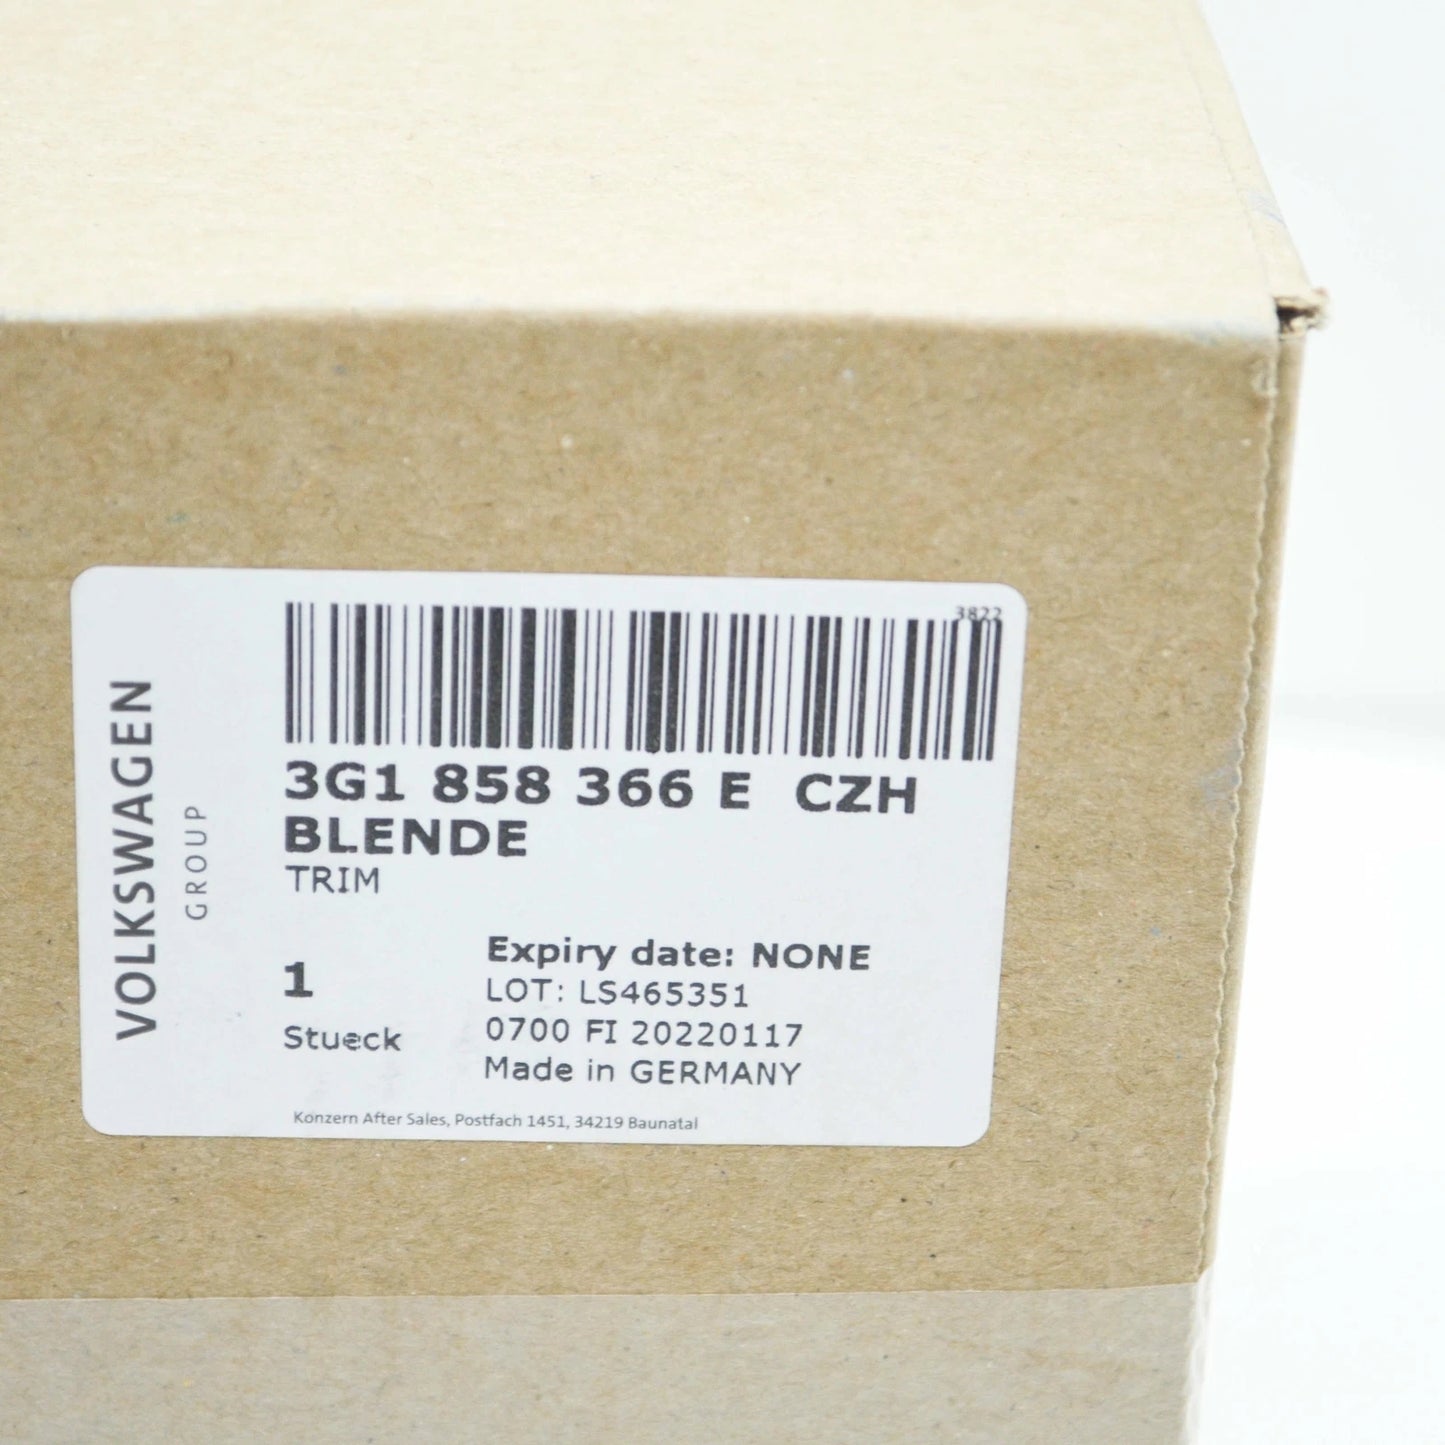 VOLKSWAGEN
GROUP
3822
3G1 858 366 E CZH
BLENDE
TRIM
1
Stueck
Expiry date: NONE
LOT: LS465351
0700 FI 20220117
Made in GERMANY
Konzern After Sales, Postfach 1451, 34219 Baunatal